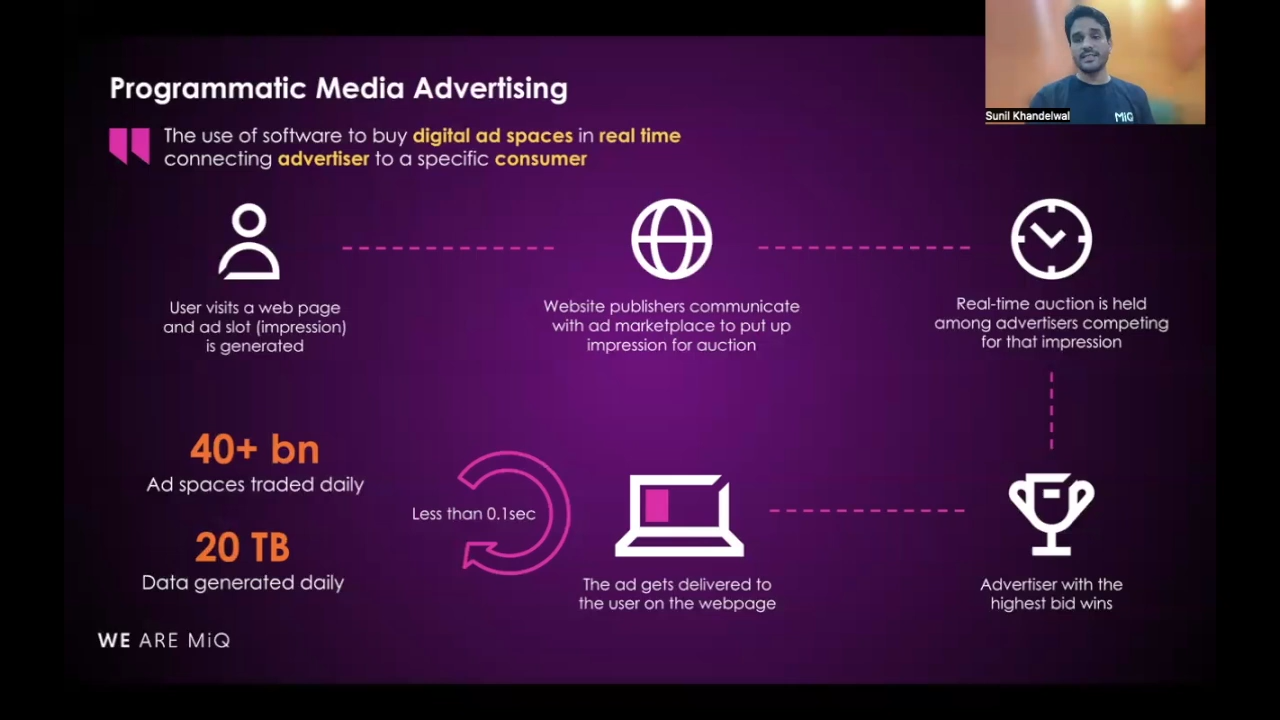 Programmatic Media Advertising
The use of software to buy digital ad spaces in real time
connecting advertiser to a specific consumer
Sunil Khandelwal
MiQ
User visits a web page
and ad slot (impression)
is generated
Website publishers communicate
with ad marketplace to put up
impression for auction
Real-time auction is held
among advertisers competing
for that impression
40+ bn
Ad spaces traded daily
20 TB
Data generated daily
Less than 0.1sec
The ad gets delivered to
the user on the webpage
Advertiser with the
highest bid wins
WE ARE MiQ